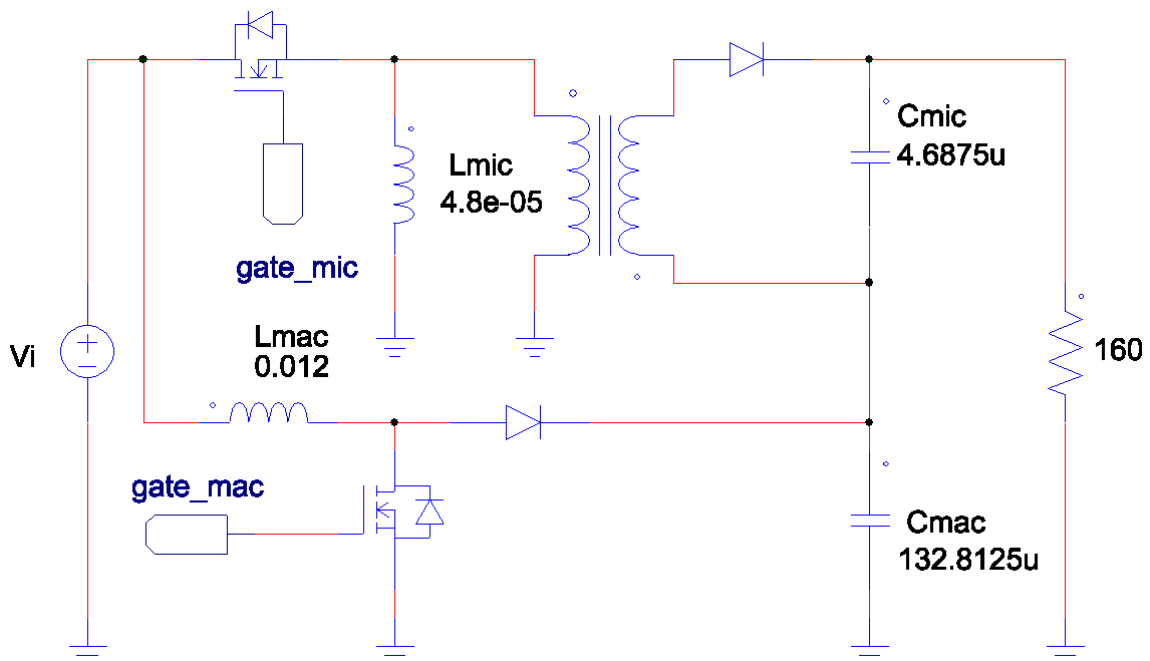 Cmic
4.6875u
Lmic
4.8e-05
gate_mic
Lmac
0.012
Vi
160
gate_mac
Cmac
132.8125u